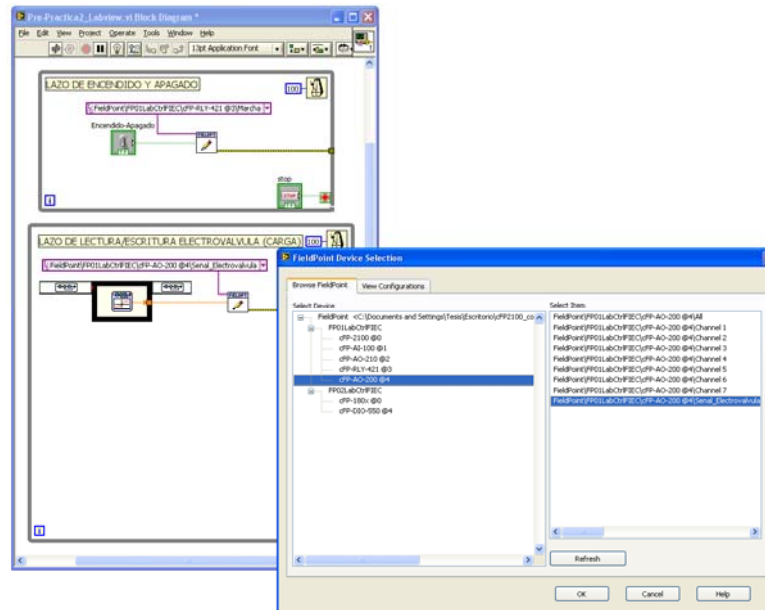 Pre-Practica2_Labview.vi Block Diagram *
File Edit View Project Operate Tools Window Help
13pt Application Font
1
LAZO DE ENCENDIDO Y APAGADO
100
FieldPoint\FP01LabCtrlFIEC\cFP-RLY-421 @3\Marcha
Encendido-Apagado
FIELDPT
TF
stop
STOP
TF
i
LAZO DE LECTURA/ESCRITURA ELECTROVALVULA (CARGA)
100
FieldPoint\FP01LabCtrlFIEC\cFP-AO-200 @4\Senal_Electrovalvula
FIELDPT
i
FieldPoint Device Selection
Browse FieldPoint
View Configurations
Select Device
FieldPoint <C:\Documents and Settings\Tesis\Escritorio\cFP2100_co
FP01LabCtrlFIEC
cFP-2100 @0
cFP-AI-100 @1
cFP-AO-210 @2
cFP-RLY-421 @3
cFP-AO-200 @4
FP02LabCtrlFIEC
cFP-180x @0
cFP-DIO-550 @4
Select Item
FieldPoint\FP01LabCtrlFIEC\cFP-AO-200 @4\All
FieldPoint\FP01LabCtrlFIEC\cFP-AO-200 @4\Channel 1
FieldPoint\FP01LabCtrlFIEC\cFP-AO-200 @4\Channel 2
FieldPoint\FP01LabCtrlFIEC\cFP-AO-200 @4\Channel 3
FieldPoint\FP01LabCtrlFIEC\cFP-AO-200 @4\Channel 4
FieldPoint\FP01LabCtrlFIEC\cFP-AO-200 @4\Channel 5
FieldPoint\FP01LabCtrlFIEC\cFP-AO-200 @4\Channel 6
FieldPoint\FP01LabCtrlFIEC\cFP-AO-200 @4\Channel 7
FieldPoint\FP01LabCtrlFIEC\cFP-AO-200 @4\Senal_Electrovalvula
Refresh
OK
Cancel
Help